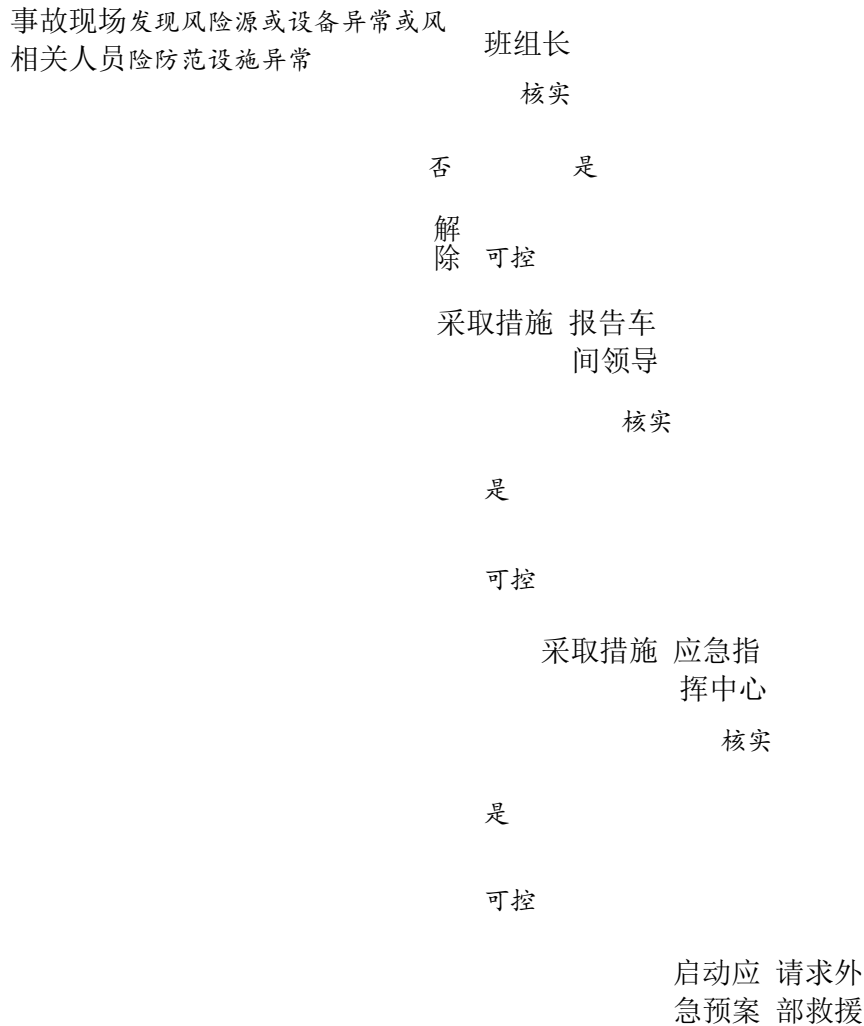 事故现场发现风险源或设备异常或风
相关人员险防范设施异常
班组长
核实
否 是
解
除 可控
采取措施 报告车
间领导
核实
是
可控
采取措施 应急指
挥中心
核实
是
可控
启动应 请求外
急预案 部救援